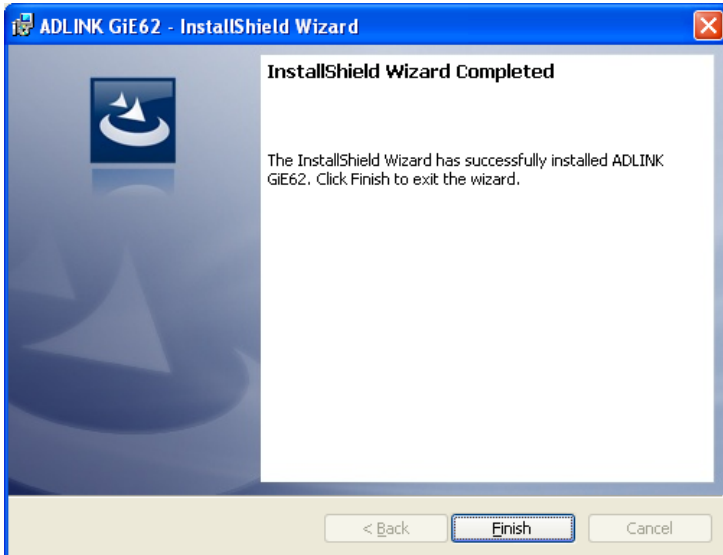 ADLINK GiE62 - InstallShield Wizard
InstallShield Wizard Completed
The InstallShield Wizard has successfully installed ADLINK
GiE62. Click Finish to exit the wizard.
< Back
Finish
Cancel